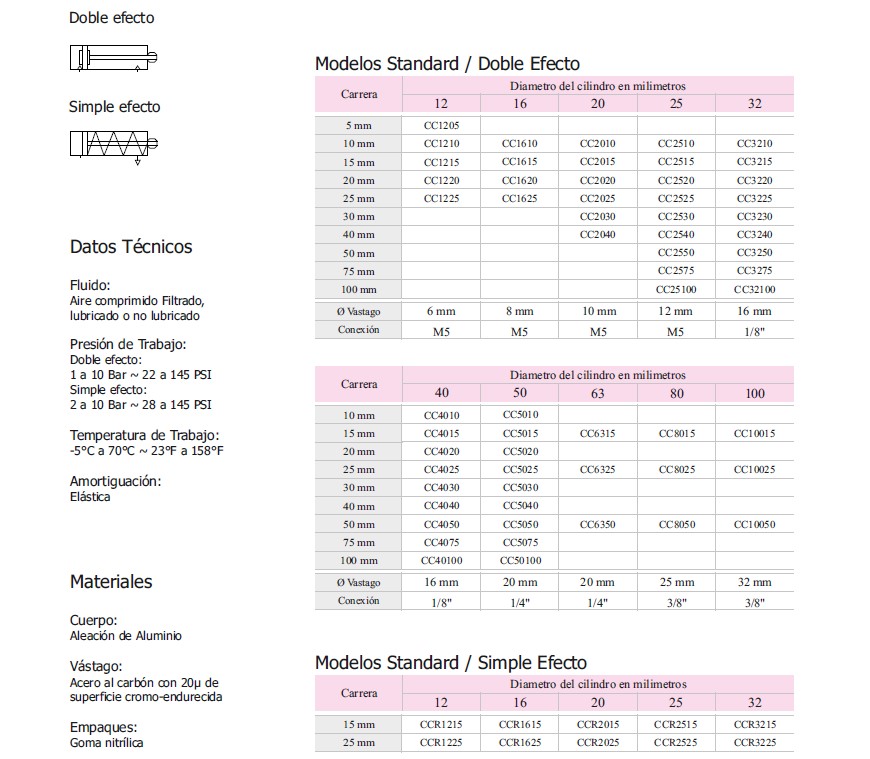 Doble efecto
Simple efecto
Datos Técnicos
Fluido:
Aire comprimido Filtrado,
lubricado o no lubricado
Presión de Trabajo:
Doble efecto:
1 a 10 Bar ~ 22 a 145 PSI
Simple efecto:
2 a 10 Bar ~ 28 a 145 PSI
Temperatura de Trabajo:
-5°C a 70°C ~ 23°F a 158°F
Amortiguación:
Elástica
Materiales
Cuerpo:
Aleación de Aluminio
Vástago:
Acero al carbón con 20µ de
superficie cromo-endurecida
Empaques:
Goma nitrílica
Modelos Standard / Doble Efecto
Carrera Diametro del cilindro en milimetros
12 16 20 25 32
5 mm CC1205
10 mm CC1210 CC1610 CC2010 CC2510 CC3210
15 mm CC1215 CC1615 CC2015 CC2515 CC3215
20 mm CC1220 CC1620 CC2020 CC2520 CC3220
25 mm CC1225 CC1625 CC2025 CC2525 CC3225
30 mm CC2030 CC2530 CC3230
40 mm CC2040 CC2540 CC3240
50 mm CC2550 CC3250
75 mm CC2575 CC3275
100 mm CC25100 CC32100
Ø Vastago 6 mm 8 mm 10 mm 12 mm 16 mm
Conexión M5 M5 M5 M5 1/8"
Carrera Diametro del cilindro en milimetros
40 50 63 80 100
10 mm CC4010 CC5010
15 mm CC4015 CC5015 CC6315 CC8015 CC10015
20 mm CC4020 CC5020
25 mm CC4025 CC5025 CC6325 CC8025 CC10025
30 mm CC4030 CC5030
40 mm CC4040 CC5040
50 mm CC4050 CC5050 CC6350 CC8050 CC10050
75 mm CC4075 CC5075
100 mm CC40100 CC50100
Ø Vastago 16 mm 20 mm 20 mm 25 mm 32 mm
Conexión 1/8" 1/4" 1/4" 3/8" 3/8"
Modelos Standard / Simple Efecto
Carrera Diametro del cilindro en milimetros
12 16 20 25 32
15 mm CCR1215 CCR1615 CCR2015 CCR2515 CCR3215
25 mm CCR1225 CCR1625 CCR2025 CCR2525 CCR3225